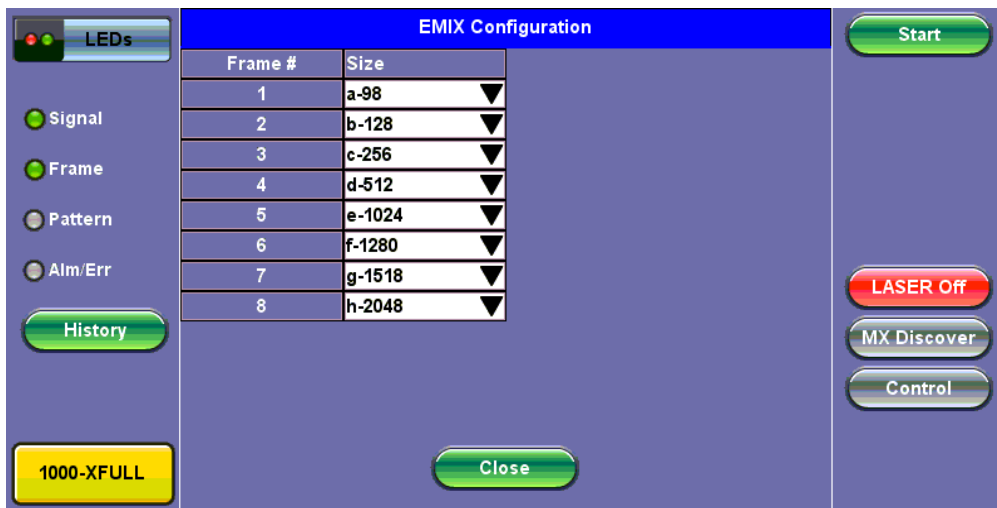 LEDs
Signal
Frame
Pattern
Alm/Err
History
1000-XFULL
EMIX Configuration
Frame # Size
1 a-98
2 b-128
3 c-256
4 d-512
5 e-1024
6 f-1280
7 g-1518
8 h-2048
Close
Start
LASER Off
MX Discover
Control